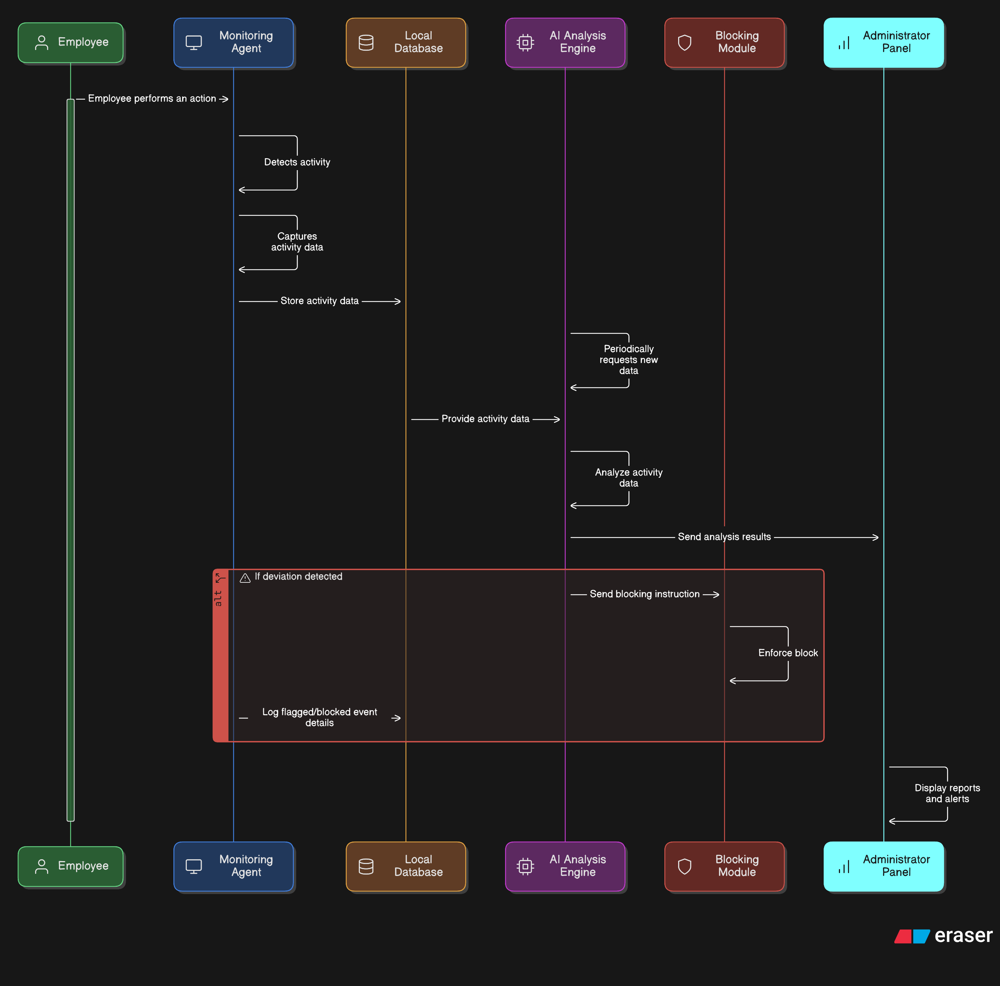 Employee
Monitoring
Agent
Local
Database
AI Analysis
Engine
Blocking
Module
Administrator
Panel
Employee performs an action
Detects activity
Captures
activity data
Store activity data
Periodically
requests new
data
Provide activity data
Analyze activity
data
Send analysis results
alt
If deviation detected
Send blocking instruction
Enforce block
Log flagged/blocked event
details
Display reports
and alerts
Employee
Monitoring
Agent
Local
Database
AI Analysis
Engine
Blocking
Module
Administrator
Panel
eraser